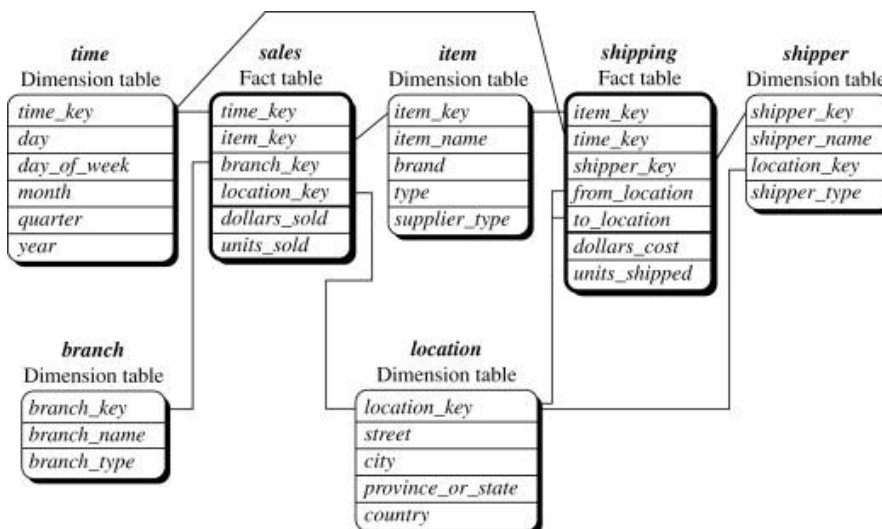 time
Dimension table
time_key
day
day_of_week
month
quarter
year
sales
Fact table
time_key
item_key
branch_key
location_key
dollars_sold
units_sold
item
Dimension table
item_key
item_name
brand
type
supplier_type
shipping
Fact table
item_key
time_key
shipper_key
from_location
to_location
dollars_cost
units_shipped
shipper
Dimension table
shipper_key
shipper_name
location_key
shipper_type
branch
Dimension table
branch_key
branch_name
branch_type
location
Dimension table
location_key
street
city
province_or_state
country